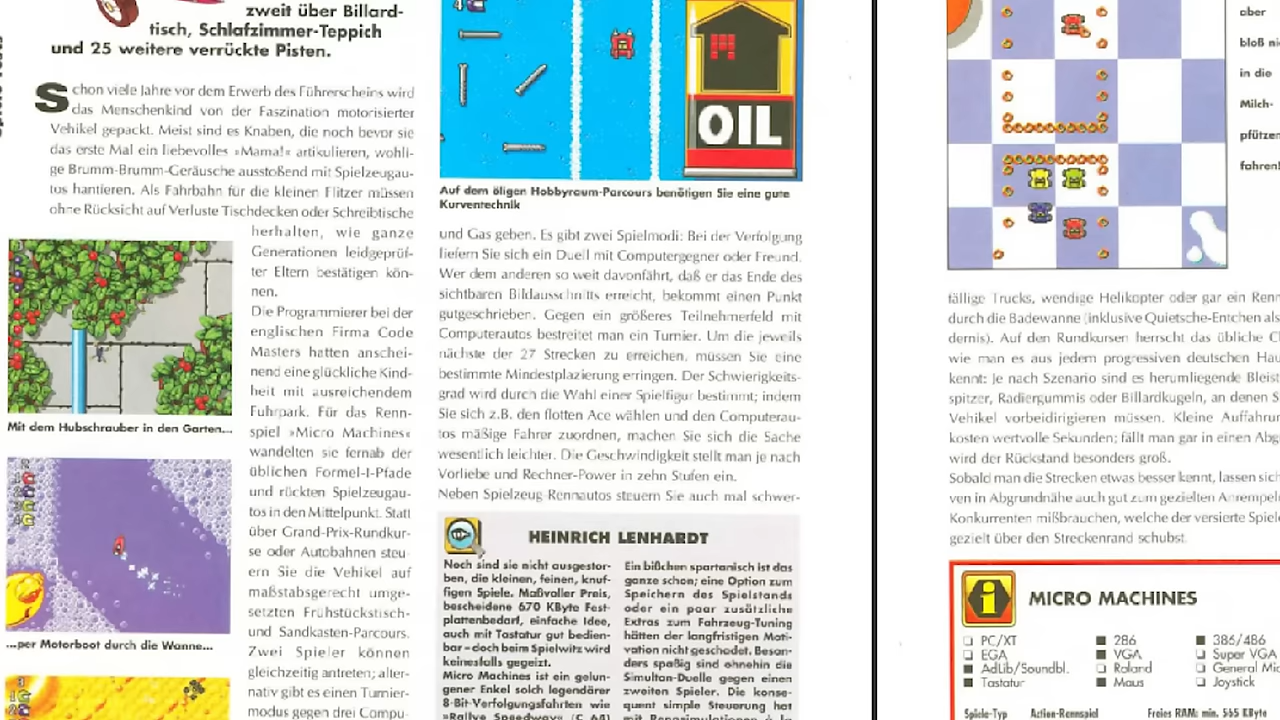 zweit über Billard-
tisch, Schlafzimmer-Teppich
und 25 weitere verrückte Pisten.
Schon viele Jahre vor dem Erwerb des Führerscheins wird
das Menschenkind von der Faszination motorisierter
Vehikel gepackt. Meist sind es Knaben, die noch bevor sie
das erste Mal ein liebevolles »Mama!« artikulieren, wohli-
ge Brumm-Brumm-Geräusche ausstoßend mit Spielzeugau-
tos hantieren. Als Fahrbahn für die kleinen Flitzer müssen
ohne Rücksicht auf Verluste Tischdecken oder Schreibtische
herhalten, wie ganze
Generationen leidgeprüf-
ter Eltern bestätigen kön-
nen.
Die Programmierer bei der
englischen Firma Code
Masters hatten anschei-
nend eine glückliche Kind-
heit mit ausreichendem
Fuhrpark. Für das Renn-
spiel »Micro Machines«
wandelten sie fernab der
üblichen Formel-I-Pfade
und rückten Spielzeugau-
tos in den Mittelpunkt. Statt
über Grand-Prix-Rundkur-
se oder Autobahnen steu-
ern Sie die Vehikel auf
maßstabsgerecht umge-
setzten Frühstückstisch-
und Sandkasten-Parcours.
Zwei Spieler können
gleichzeitig antreten; alter-
nativ gibt es einen Turnier-
modus gegen drei Compu-
Mit dem Hubschrauber in den Garten...
...per Motorboot durch die Wanne...
OIL
Auf dem öligen Hobbyraum-Parcours benötigen Sie eine gute
Kurventechnik
und Gas geben. Es gibt zwei Spielmodi: Bei der Verfolgung
liefern Sie sich ein Duell mit Computergegner oder Freund.
Wer dem anderen so weit davonfährt, daß er das Ende des
sichtbaren Bildausschnitts erreicht, bekommt einen Punkt
gutgeschrieben. Gegen ein größeres Teilnehmerfeld mit
Computerautos bestreitet man ein Turnier. Um die jeweils
nächste der 27 Strecken zu erreichen, müssen Sie eine
bestimmte Mindestplazierung erringen. Der Schwierigkeits-
grad wird durch die Wahl einer Spielfigur bestimmt; indem
Sie sich z.B. den flotten Ace wählen und den Computerau-
tos mäßige Fahrer zuordnen, machen Sie sich die Sache
wesentlich leichter. Die Geschwindigkeit stellt man je nach
Vorliebe und Rechner-Power in zehn Stufen ein.
Neben Spielzeug-Rennautos steuern Sie auch mal schwer-
HEINRICH LENHARDT
Noch sind sie nicht ausgestor-
ben, die kleinen, feinen, knuf-
figen Spiele. Maßvoller Preis,
bescheidene 670 KByte Fest-
plattenbedarf, einfache Idee,
auch mit Tastatur gut bedien-
bar – doch beim Spielwitz wird
keinesfalls gegeizt.
Micro Machines ist ein gelun-
gener Enkel solch legendärer
8-Bit-Verfolgungsfahrten wie
»Rallye Speedway« (C 64)
Ein bißchen spartanisch ist das
ganze schon; eine Option zum
Speichern des Spielstands
oder ein paar zusätzliche
Extras zum Fahrzeug-Tuning
hätten der langfristigen Moti-
vation nicht geschadet. Beson-
ders spaßig sind ohnehin die
Simultan-Duelle gegen einen
zweiten Spieler. Die konse-
quent simple Steuerung hat
mit Rennsimulationen à la
aber
bloß ni
in die
Milch-
pfützen
fahren!
fällige Trucks, wendige Helikopter oder gar ein Renn
durch die Badewanne (inklusive Quietsche-Entchen als
dernis). Auf den Rundkursen herrscht das übliche C
wie man es aus jedem progressiven deutschen Hau
kennt: Je nach Szenario sind es herumliegende Bleist
spitzer, Radiergummis oder Billardkugeln, an denen S
Vehikel vorbeidirigieren müssen. Kleine Auffahrun
kosten wertvolle Sekunden; fällt man gar in einen Abg
wird der Rückstand besonders groß.
Sobald man die Strecken etwas besser kennt, lassen sich
ven in Abgrundnähe auch gut zum gezielten Anrempeln
Konkurrenten mißbrauchen, welche der versierte Spiele
gezielt über den Streckenrand schubst.
MICRO MACHINES
PC/XT 286 386/486
EGA VGA Super VGA
AdLib/Soundbl. Roland General Mid
Tastatur Maus Joystick
Spiele-Typ Action-Rennspiel Freies RAM: min. 565 KByte